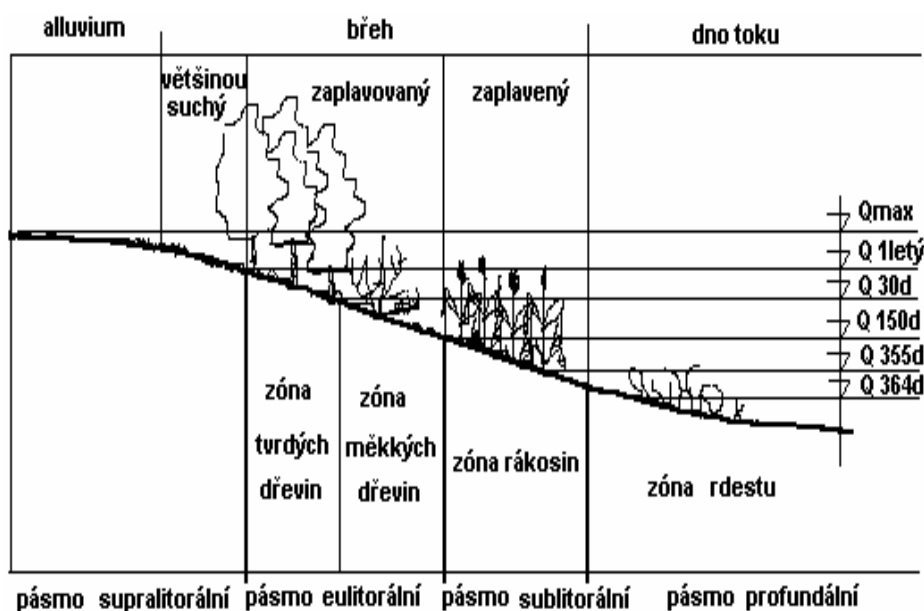 alluvium
břeh
dno toku
většinou
suchý
zaplavovaný
zaplavený
Qmax
Q 1letý
Q 30d
Q 150d
Q 355d
Q 364d
zóna
tvrdých
dřevin
zóna
měkkých
dřevin
zóna rákosin
zóna rdestu
pásmo supralitorální
pásmo eulitorální
pásmo sublitorální
pásmo profundální